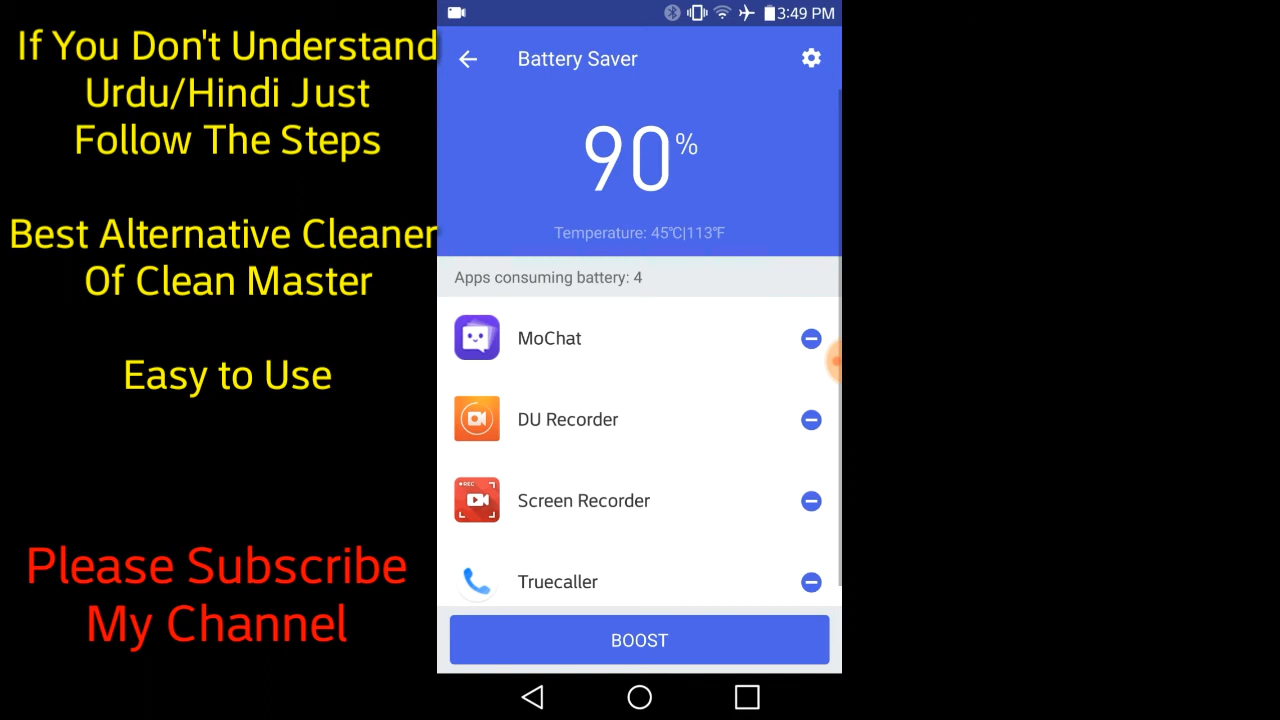 If You Don't Understand
Urdu/Hindi Just
Follow The Steps
Best Alternative Cleaner
Of Clean Master
Easy to Use
Please Subscribe
My Channel
3:49 PM
Battery Saver
90%
Temperature: 45℃|113℉
Apps consuming battery: 4
MoChat
DU Recorder
REC
Screen Recorder
Truecaller
BOOST